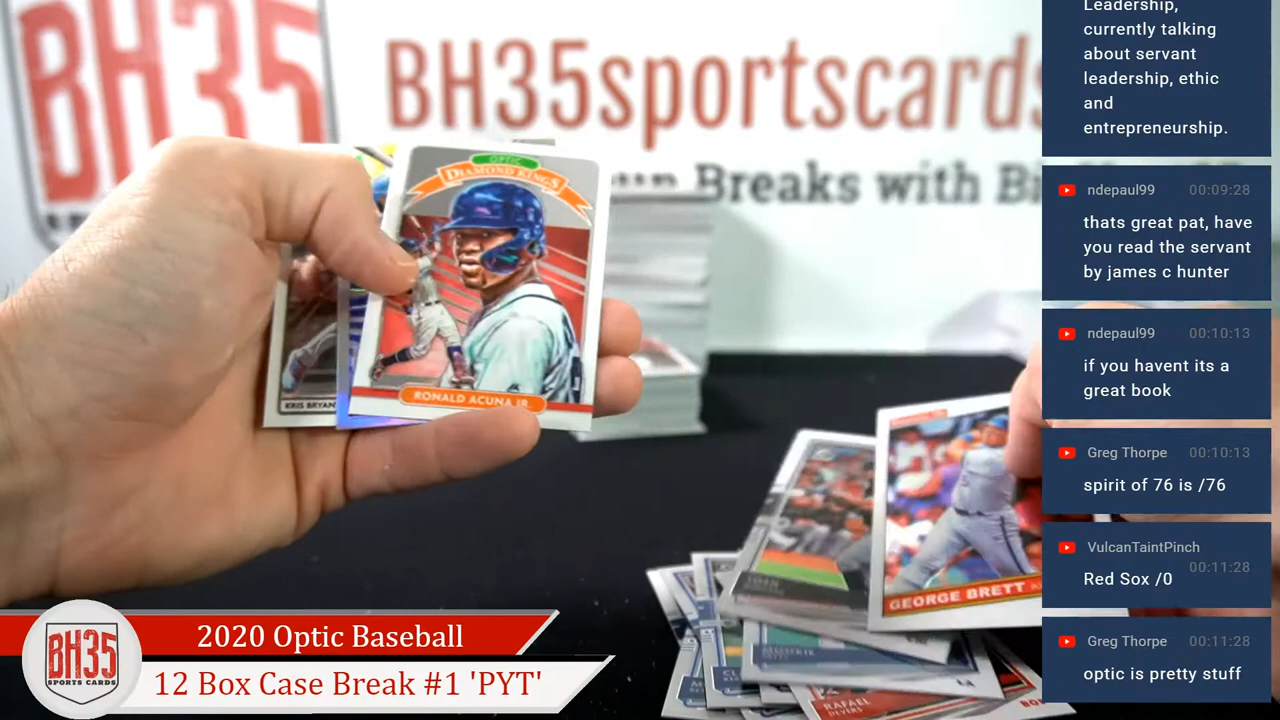 BH35
BH35sportscards
Breaks with
OPTIC
DIAMOND KINGS
RONALD ACUNA JR.
KRIS BRYAN
GEORGE BRETT
MOOKIE
RAFAEL
DEVERS
BH35
SPORTS CARDS
2020 Optic Baseball
12 Box Case Break #1 'PYT'
Leadership,
currently talking
about servant
leadership, ethic
and
entrepreneurship.
ndepaul99 00:09:28
thats great pat, have
you read the servant
by james c hunter
ndepaul99 00:10:13
if you havent its a
great book
Greg Thorpe 00:10:13
spirit of 76 is /76
VulcanTaintPinch
00:11:28
Red Sox /0
Greg Thorpe 00:11:28
optic is pretty stuff